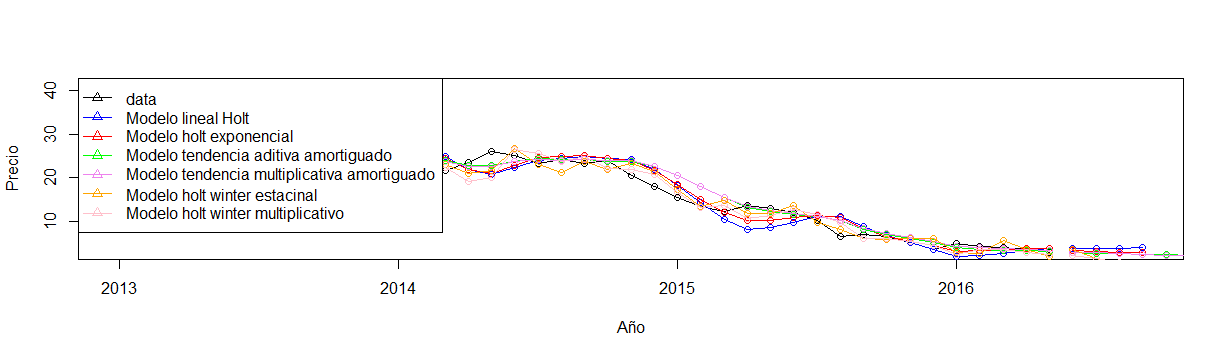 40
30
20
10
Precio
data
Modelo lineal Holt
Modelo holt exponencial
Modelo tendencia aditiva amortiguado
Modelo tendencia multiplicativa amortiguado
Modelo holt winter estacinal
Modelo holt winter multiplicativo
2013 2014 2015 2016
Año